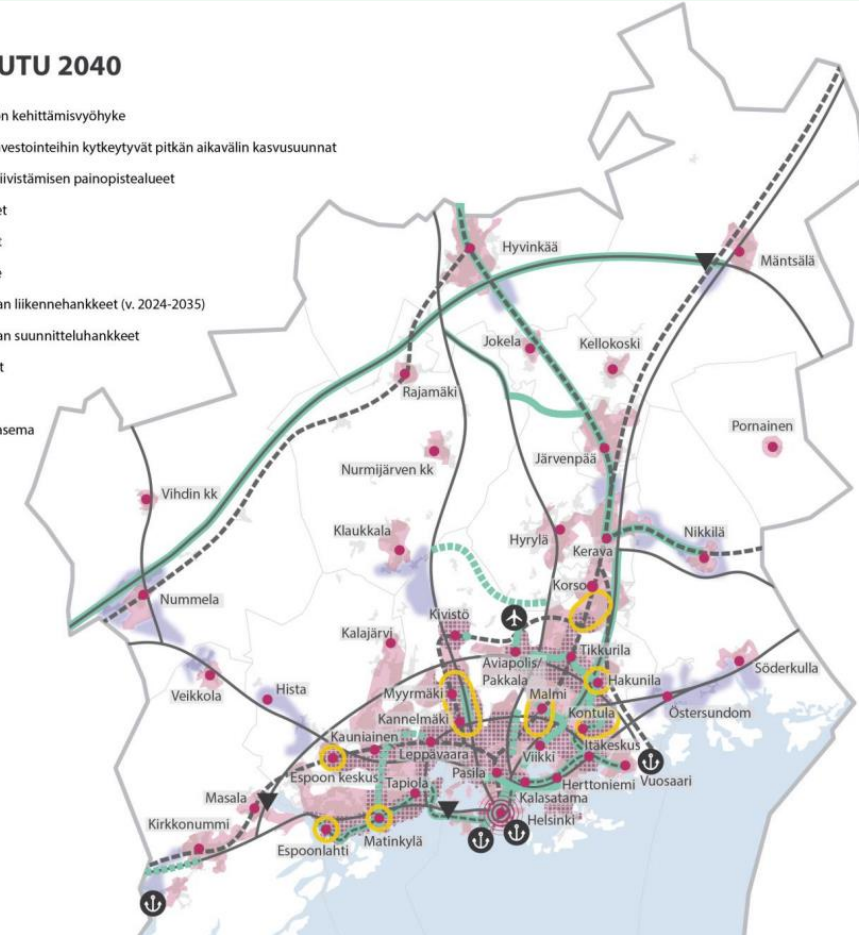 UTU 2040
n kehittämisvyöhyke
vestointeihin kytkeytyvät pitkän aikavälin kasvusuunnat
iivistämisen painopistealueet
et
t
e
an liikennehankkeet (v. 2024-2035)
an suunnitteluhankkeet
t
asema
Hyvinkää
Mäntsälä
Jokela
Kellokoski
Rajamäki
Pornainen
Järvenpää
Nurmijärven kk
Vihdin kk
Klaukkala
Hyrylä
Nikkilä
Kerava
Korso
Nummela
Kivistö
Kalajärvi
Tikkurila
Aviapolis/
Pakkala
Söderkulla
Hakunila
Veikkola
Hista
Myyrmäki
Malmi
Östersundom
Kannelmäki
Kontula
Kauniainen
Leppävaara
Viikki
Itäkeskus
Espoon keskus
Pasila
Vuosaari
Tapiola
Herttoniemi
Masala
Kalasatama
Kirkkonummi
Helsinki
Matinkylä
Espoonlahti